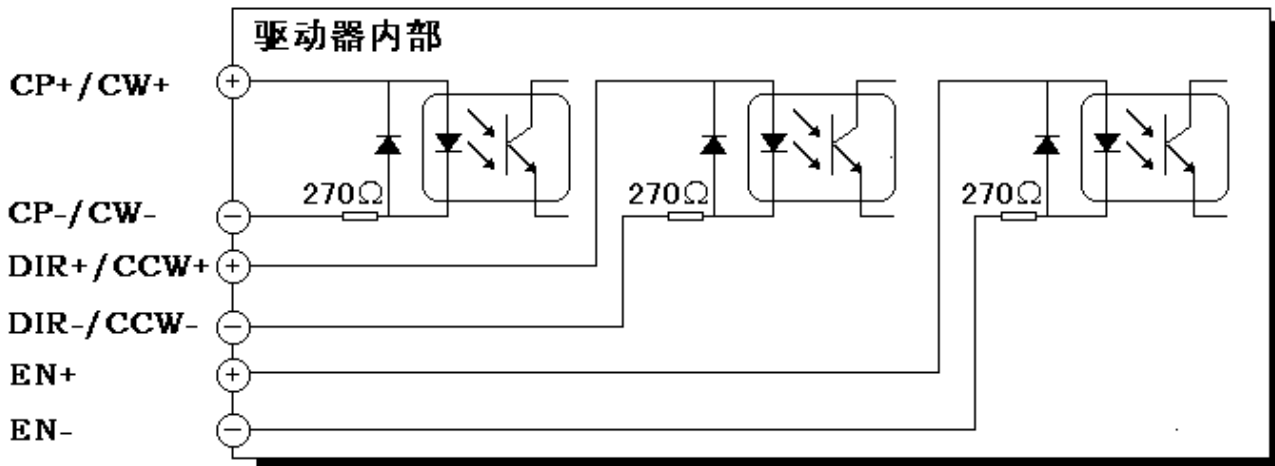 驱动器内部
CP+/CW+
270Ω
270Ω
270Ω
CP-/CW-
DIR+/CCW+
DIR-/CCW-
EN+
EN-